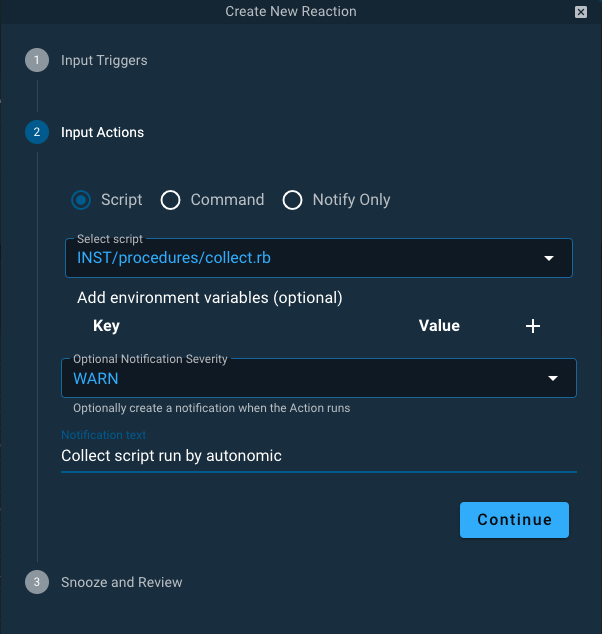 Create New Reaction
1 Input Triggers
2 Input Actions
Script Command Notify Only
Select script
INST/procedures/collect.rb
Add environment variables (optional)
Key Value +
Optional Notification Severity
WARN
Optionally create a notification when the Action runs
Notification text
Collect script run by autonomic
Continue
3 Snooze and Review